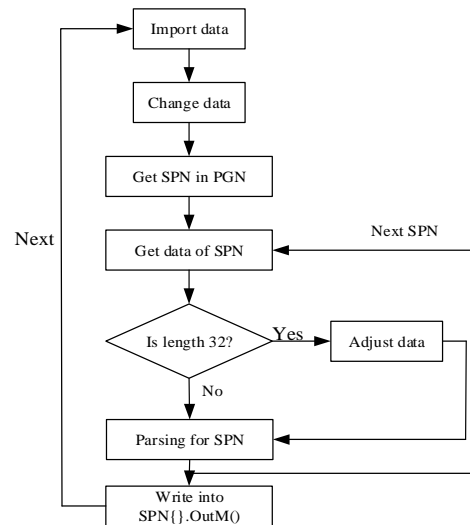 Import data
Change data
Get SPN in PGN
Next
Next SPN
Get data of SPN
Is length 32?
Yes
Adjust data
No
Parsing for SPN
Write into
SPN{}.OutM()